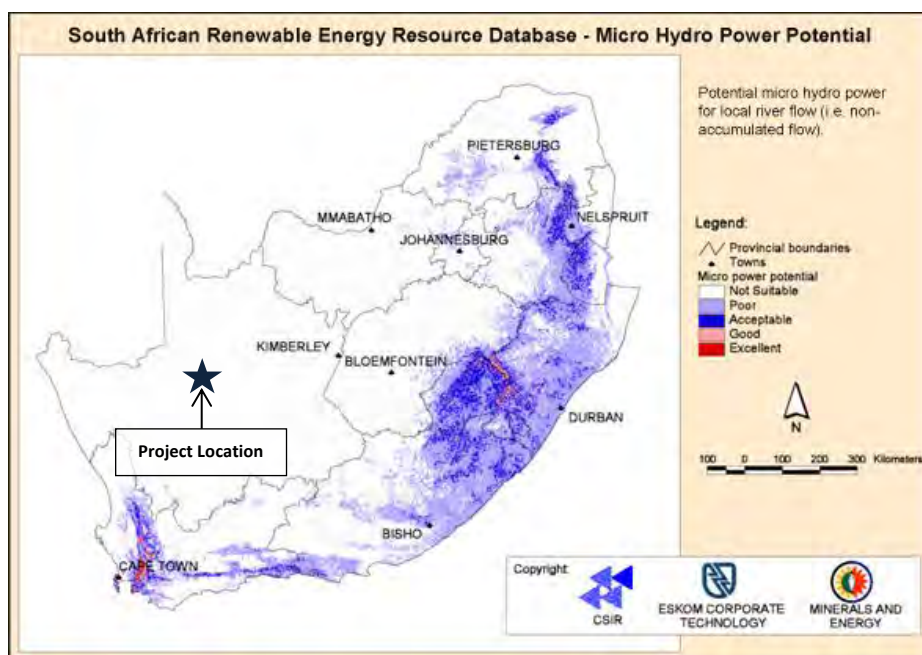 South African Renewable Energy Resource Database - Micro Hydro Power Potential
Potential micro hydro power
for local river flow (i.e. non-
accumulated flow).
PIETERSBURG
MMABATHO
NELSPRUIT
JOHANNESBURG
KIMBERLEY
BLOEMFONTEIN
DURBAN
Project Location
BISHO
CAPE TOWN
Legend:
Provincial boundaries
Towns
Micro power potential
Not Suitable
Poor
Acceptable
Good
Excellent
N
100 0 100 200 300 Kilometers
Copyright:
CSIR
ESKOM CORPORATE
TECHNOLOGY
MINERALS AND
ENERGY